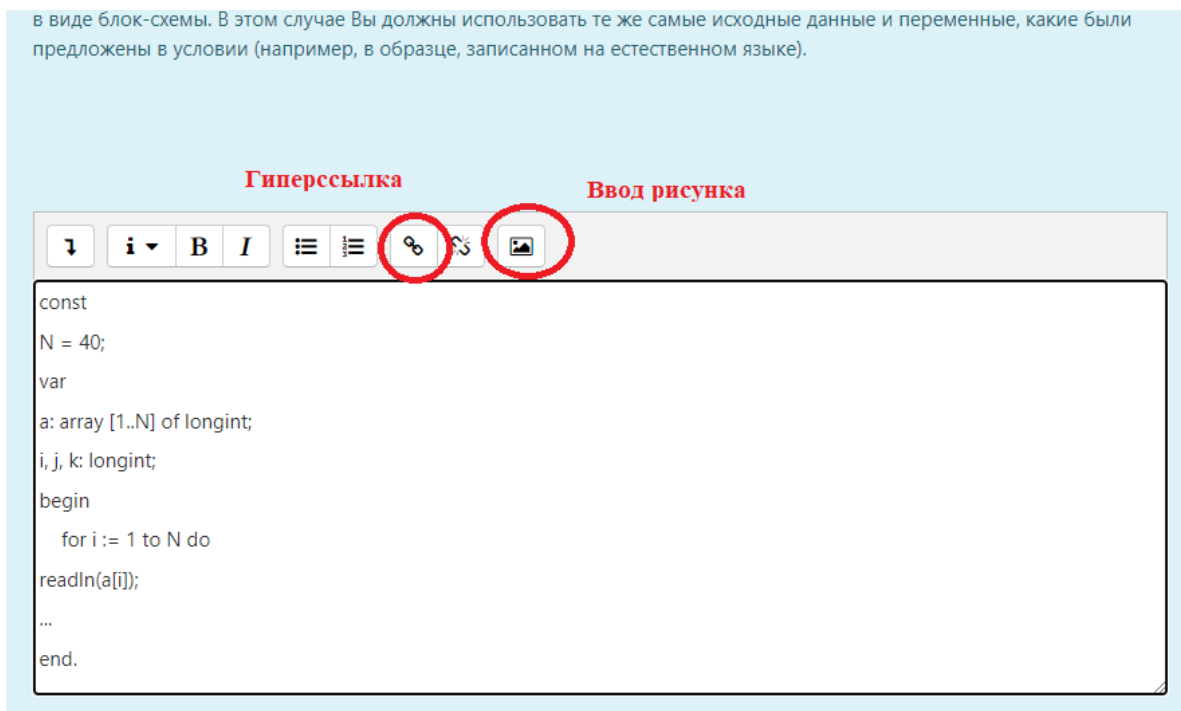 в виде блок-схемы. В этом случае Вы должны использовать те же самые исходные данные и переменные, какие были
предложены в условии (например, в образце, записанном на естественном языке).
Гиперссылка
Ввод рисунка
i B I
const
N = 40;
var
a: array [1..N] of longint;
i, j, k: longint;
begin
for i := 1 to N do
readln(a[i]);
...
end.